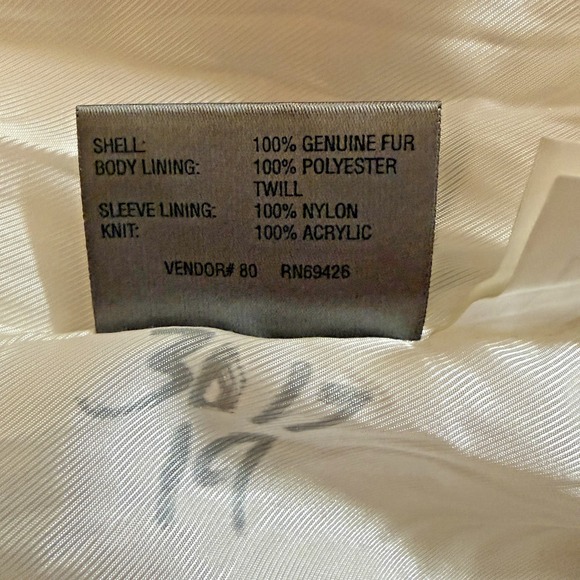 SHELL: 100% GENUINE FUR
BODY LINING: 100% POLYESTER
TWILL
SLEEVE LINING: 100% NYLON
KNIT: 100% ACRYLIC
VENDOR# 80 RN69426
19